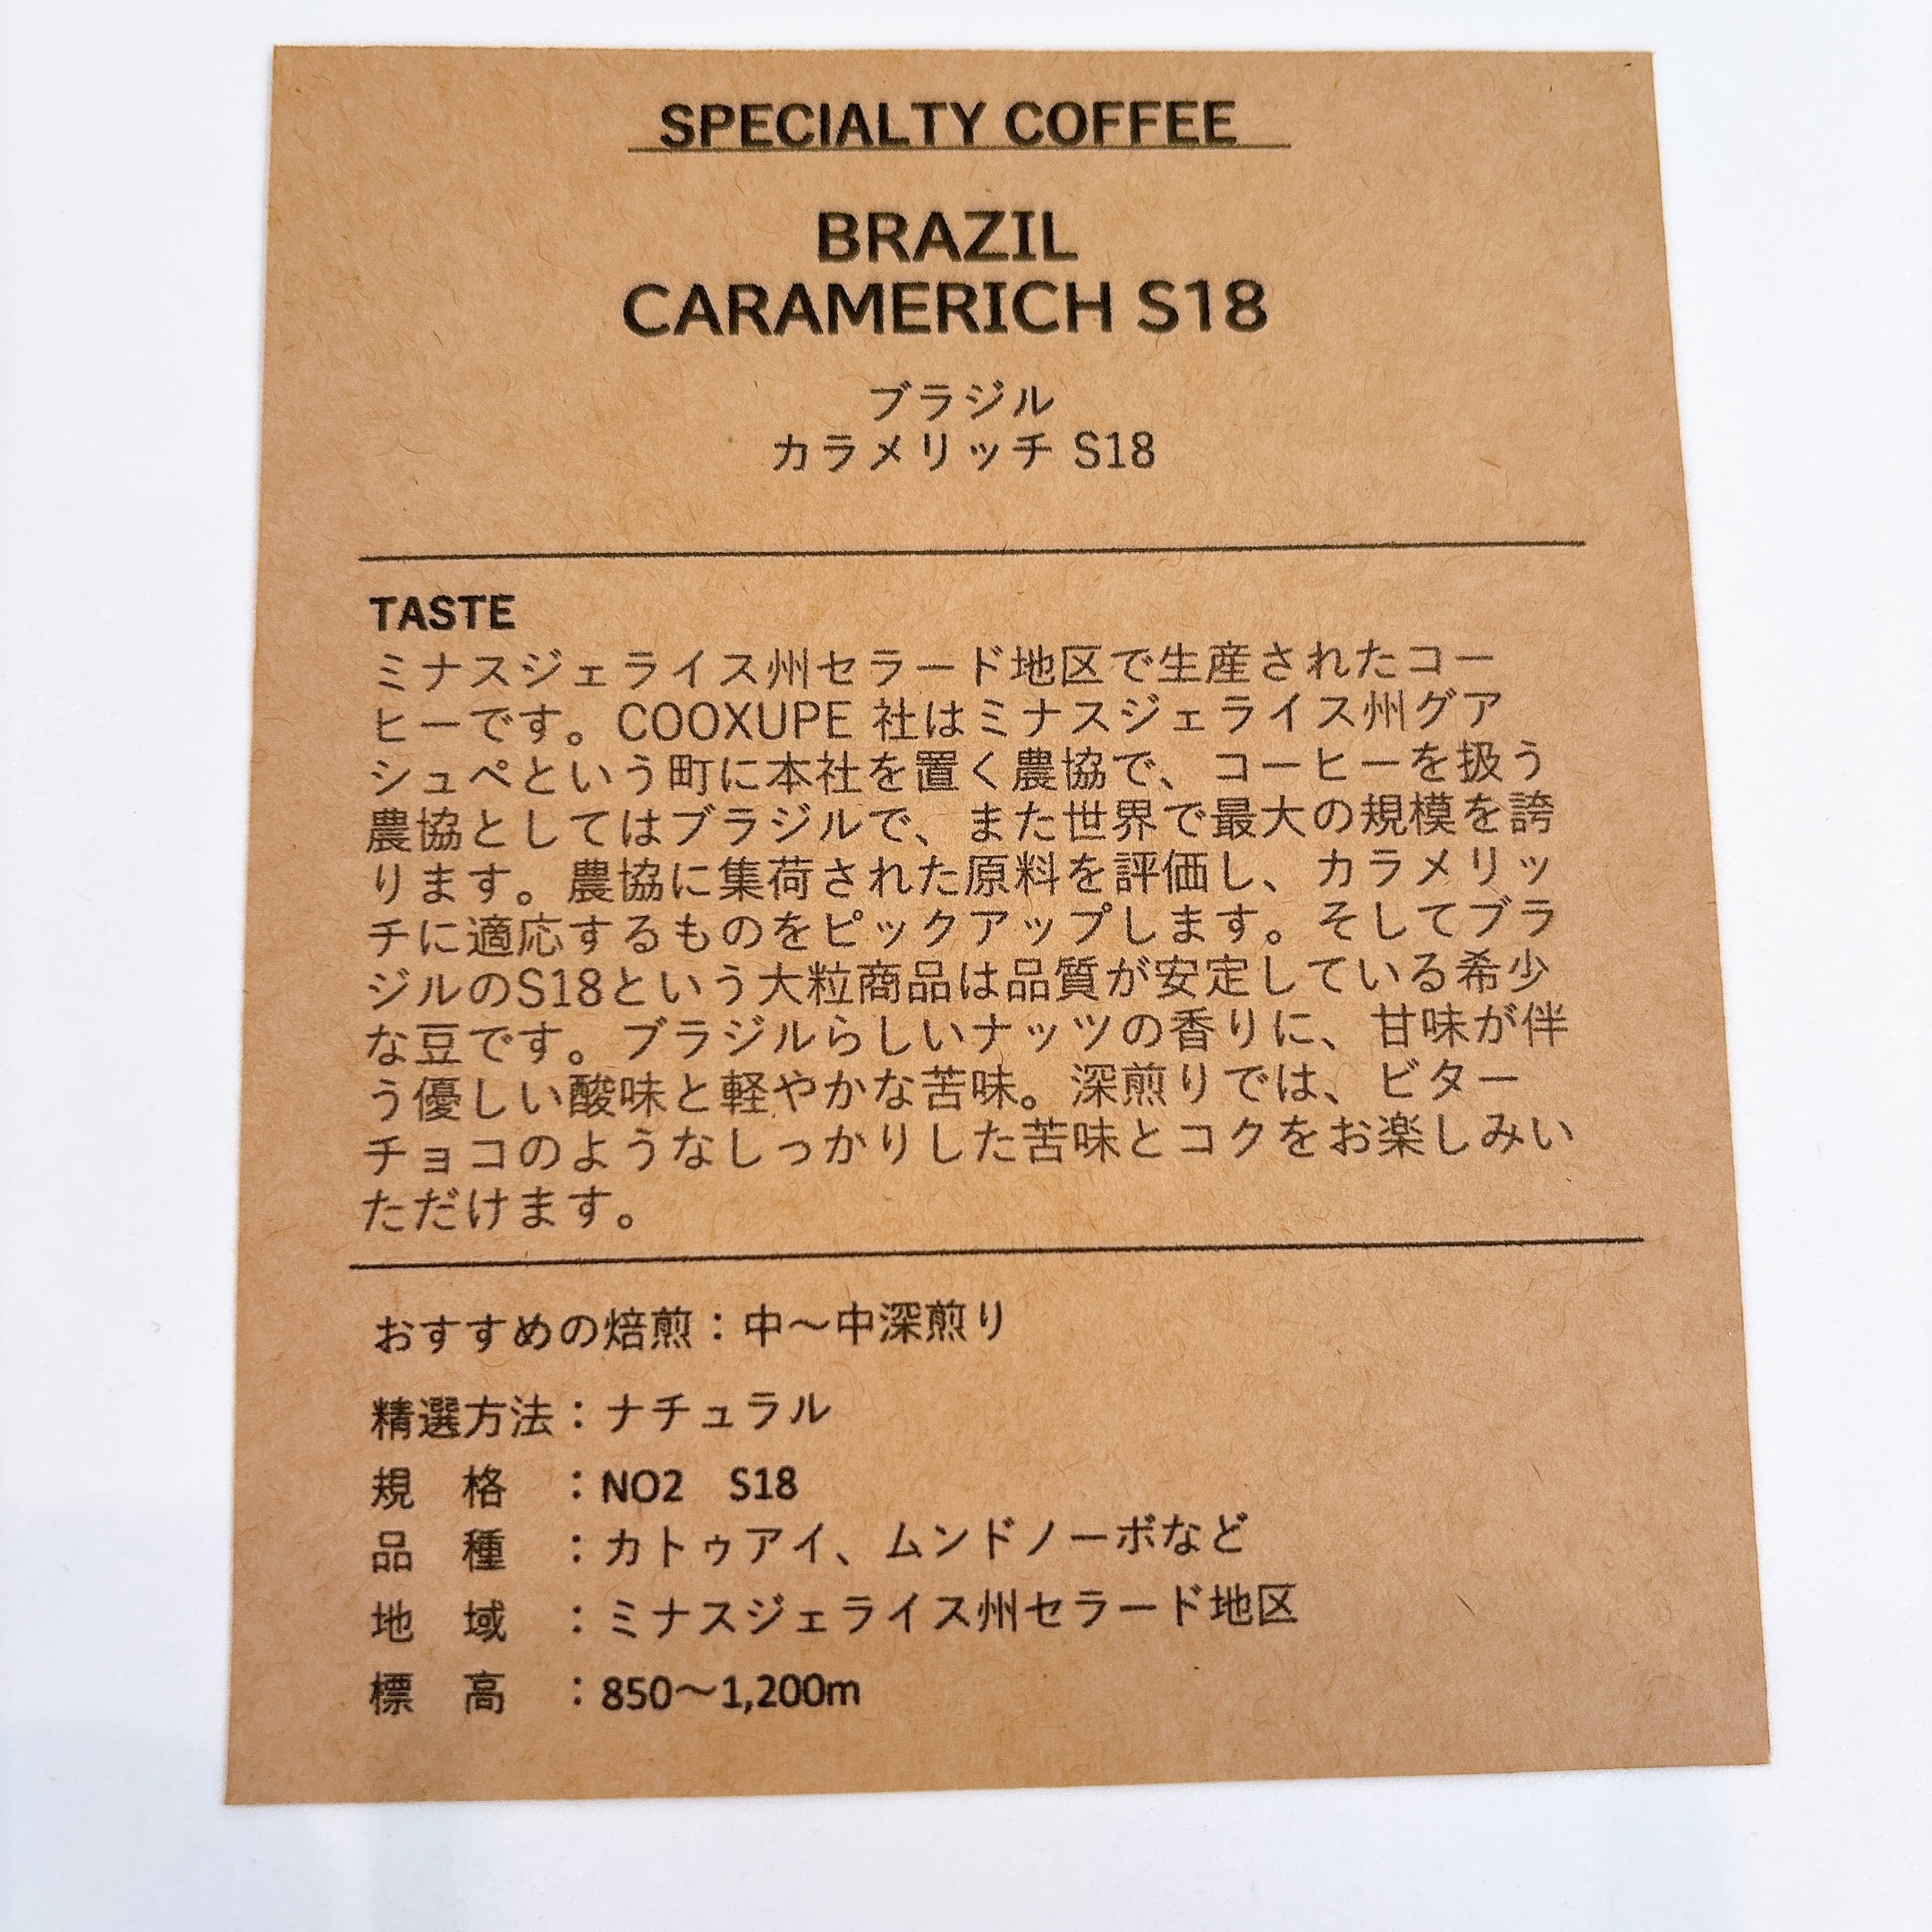 SPECIALTY COFFEE
BRAZIL
CARAMERICH S18
ブラジル
カラメリッチ S18
TASTE
ミナスジェライス州セラード地区で生産されたコー
ヒーです。COOXUPE 社はミナスジェライス州グア
シュペという町に本社を置く農協で、コーヒーを扱う
農協としてはブラジルで、また世界で最大の規模を誇
ります。農協に集荷された原料を評価し、カラメリッ
チに適応するものをピックアップします。そしてブラ
ジルのS18という大粒商品は品質が安定している希少
な豆です。ブラジルらしいナッツの香りに、甘味が伴
う優しい酸味と軽やかな苦味。深煎りでは、ビター
チョコのようなしっかりした苦味とコクをお楽しみい
ただけます。
おすすめの焙煎：中～中深煎り
精選方法：ナチュラル
規　格　：NO2　S18
品　種　：カトゥアイ、ムンドノーボなど
地　域　：ミナスジェライス州セラード地区
標　高　：850～1,200m